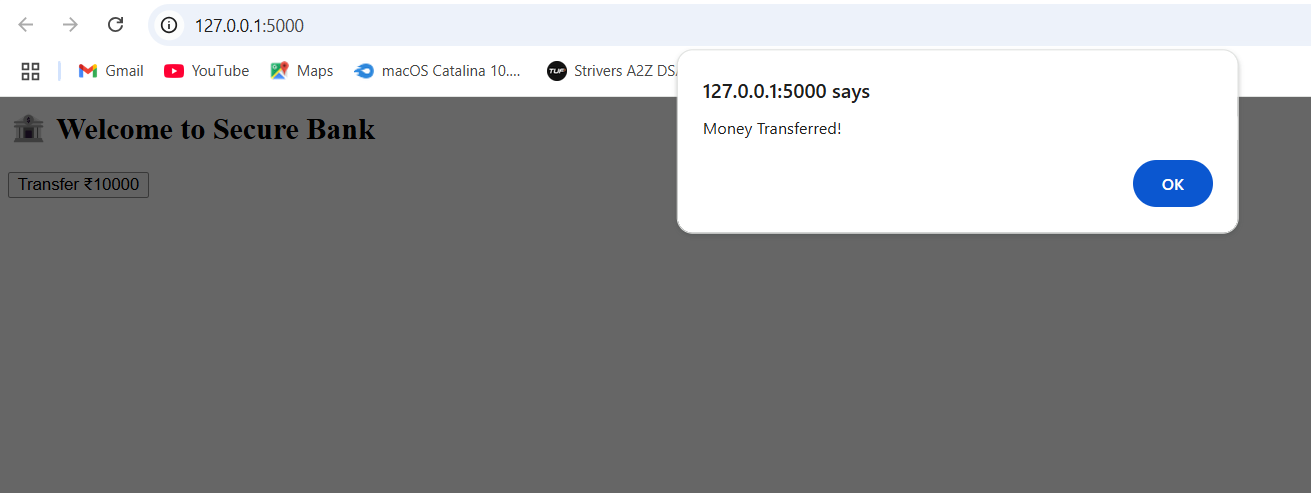 127.0.0.1:5000
Gmail
YouTube
Maps
macOS Catalina 10....
TUF
Strivers A2Z DS
127.0.0.1:5000 says
Money Transferred!
OK
Welcome to Secure Bank
Transfer ₹10000